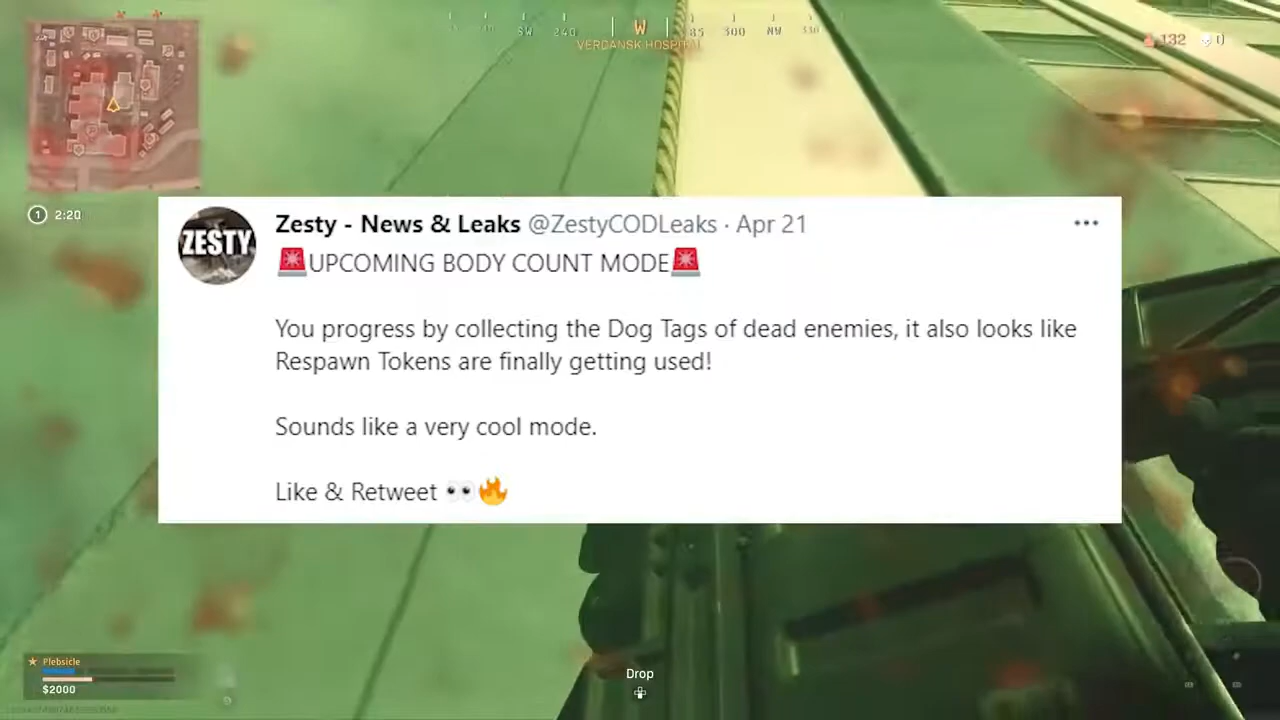 SW 240 W 300 NW 330
VERDANSK HOSPITAL
132 0
1 2:20
ZESTY
Zesty - News & Leaks @ZestyCODLeaks · Apr 21 •••
🚨UPCOMING BODY COUNT MODE🚨
You progress by collecting the Dog Tags of dead enemies, it also looks like
Respawn Tokens are finally getting used!
Sounds like a very cool mode.
Like & Retweet 👀🔥
Plebsicle
$2000
Drop